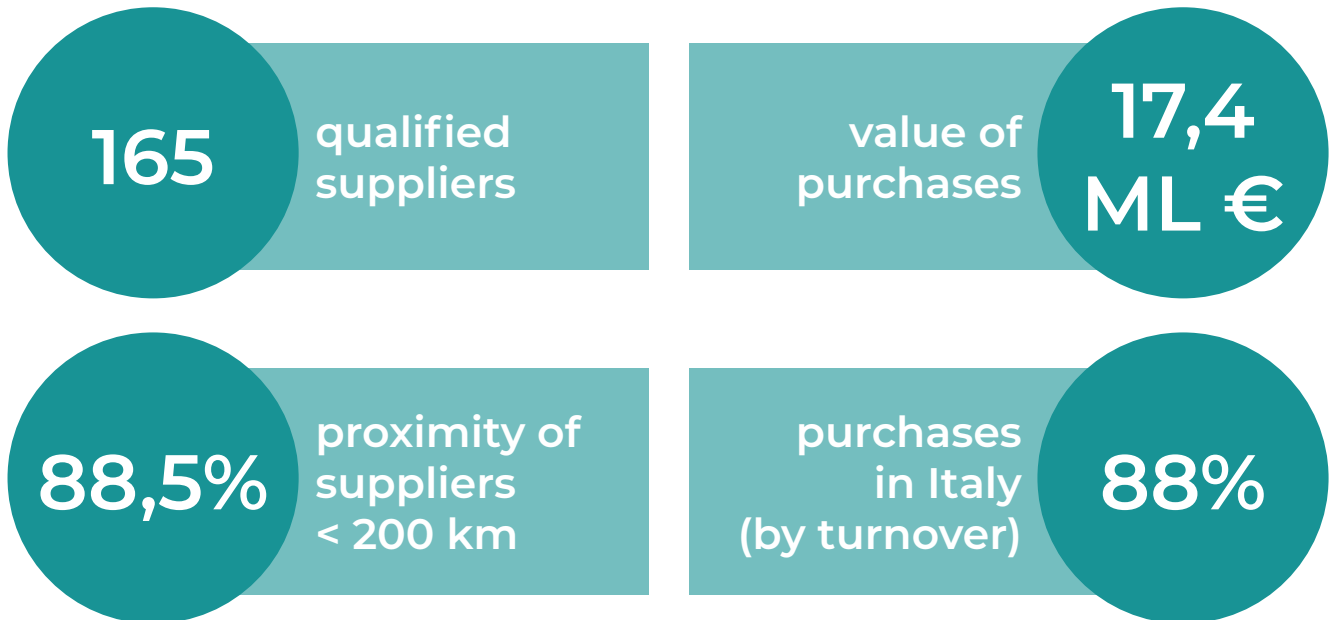 165
qualified
suppliers
value of
purchases
17,4
ML €
88,5%
proximity of
suppliers
< 200 km
purchases
in Italy
(by turnover)
88%